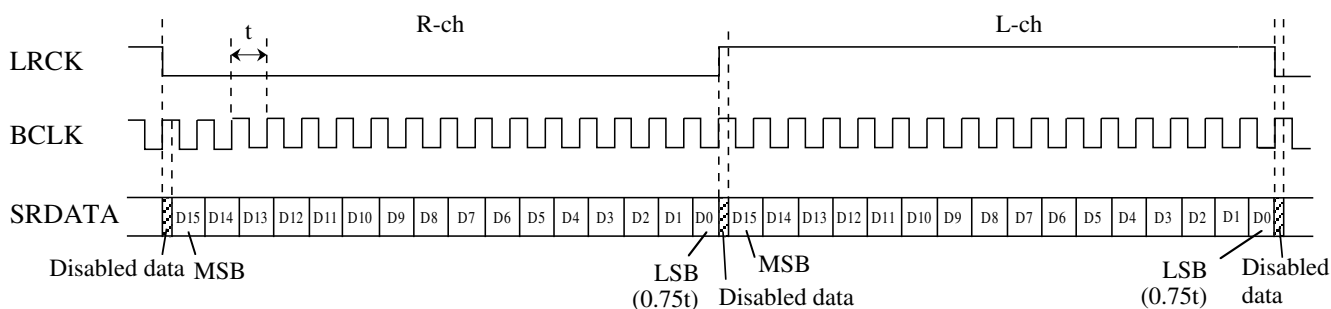 R-ch
L-ch
t
LRCK
BCLK
SRDATA
D15 D14 D13 D12 D11 D10 D9 D8 D7 D6 D5 D4 D3 D2 D1 D0 D15 D14 D13 D12 D11 D10 D9 D8 D7 D6 D5 D4 D3 D2 D1 D0
Disabled data
MSB
LSB
(0.75t)
Disabled data
MSB
LSB
(0.75t)
Disabled
data